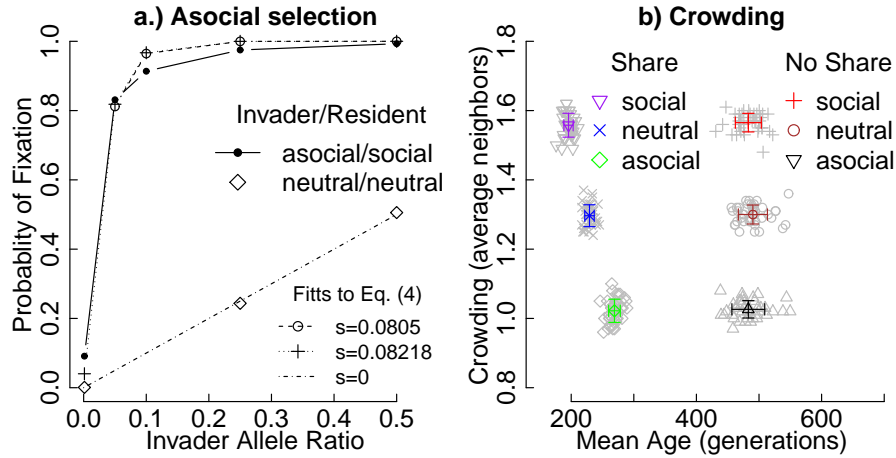 a.) Asocial selection
Probablity of Fixation
0.0 0.2 0.4 0.6 0.8 1.0
Invader/Resident
asocial/social
neutral/neutral
Fitts to Eq. (4)
s=0.0805
s=0.08218
s=0
0.0 0.1 0.2 0.3 0.4 0.5
Invader Allele Ratio
b) Crowding
Crowding (average neighbors)
0.8 1.0 1.2 1.4 1.6 1.8
Share No Share
social social
neutral neutral
asocial asocial
200 400 600
Mean Age (generations)